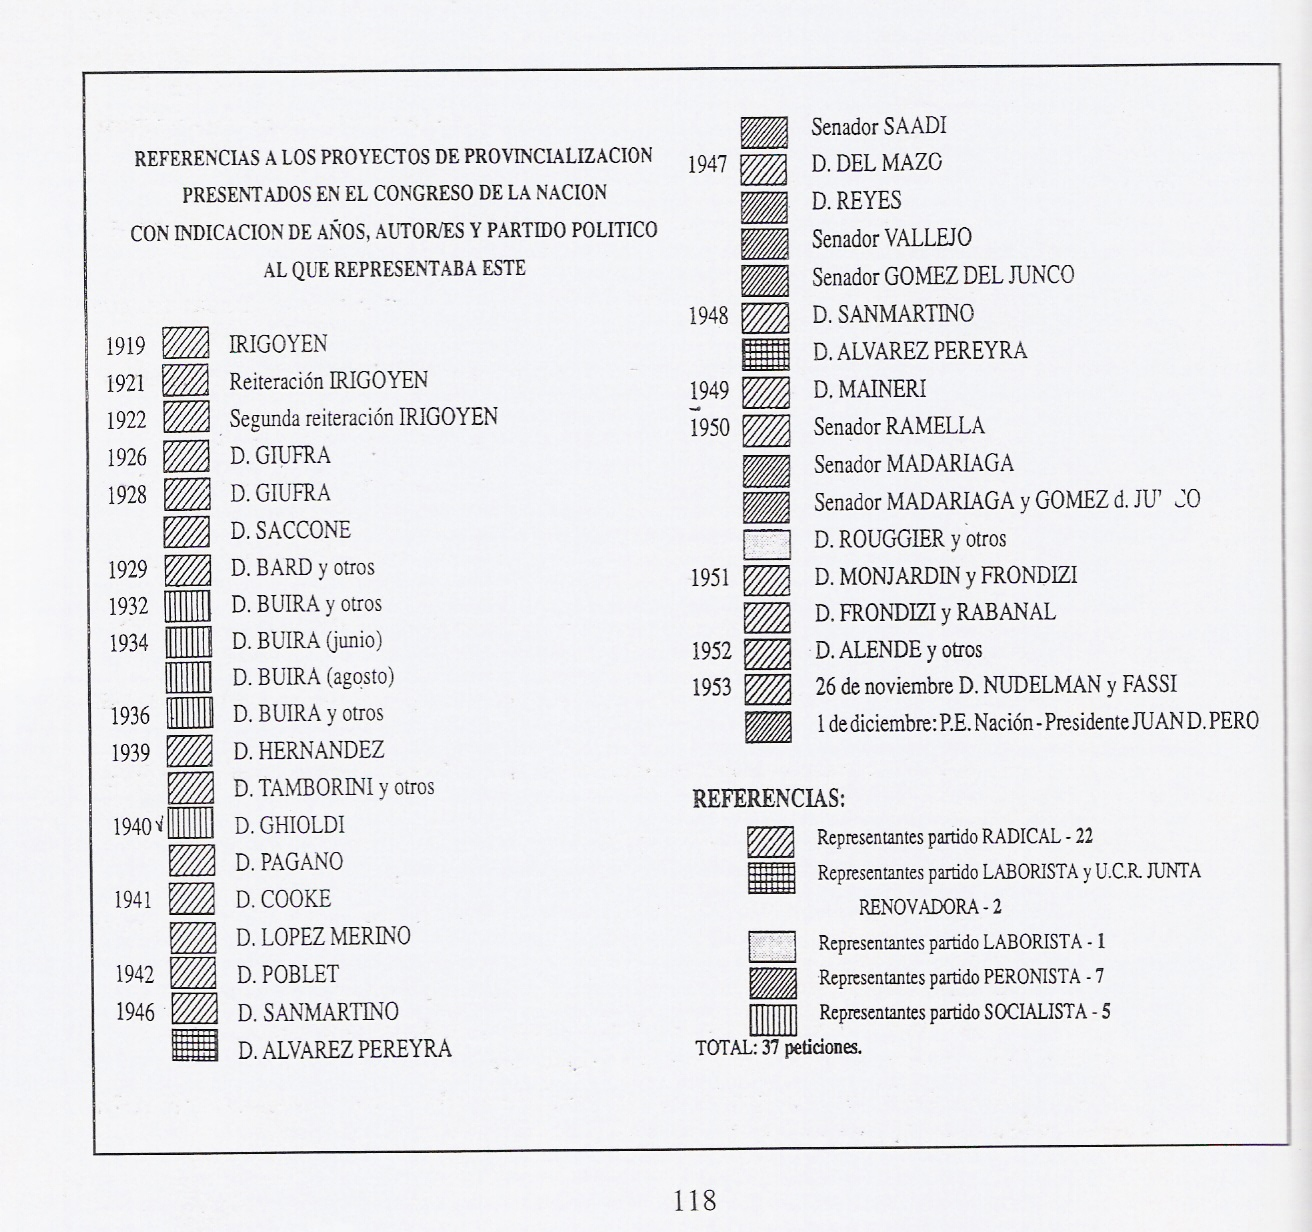 REFERENCIAS A LOS PROYECTOS DE PROVINCIALIZACION
PRESENTADOS EN EL CONGRESO DE LA NACION
CON INDICACION DE AÑOS, AUTOR/ES Y PARTIDO POLITICO
AL QUE REPRESENTABA ESTE
1919 IRIGOYEN
1921 Reiteración IRIGOYEN
1922 Segunda reiteración IRIGOYEN
1926 D. GIUFRA
1928 D. GIUFRA
D. SACCONE
1929 D. BARD y otros
1932 D. BUIRA y otros
1934 D. BUIRA (junio)
D. BUIRA (agosto)
1936 D. BUIRA y otros
1939 D. HERNANDEZ
D. TAMBORINI y otros
1940 D. GHIOLDI
D. PAGANO
1941 D. COOKE
D. LOPEZ MERINO
1942 D. POBLET
1946 D. SANMARTINO
D. ALVAREZ PEREYRA
Senador SAADI
1947 D. DEL MAZO
D. REYES
Senador VALLEJO
Senador GOMEZ DEL JUNCO
1948 D. SANMARTINO
D. ALVAREZ PEREYRA
1949 D. MAINERI
1950 Senador RAMELLA
Senador MADARIAGA
Senador MADARIAGA y GOMEZ d.
D. ROUGGIER y otros
1951 D. MONJARDIN y FRONDIZI
D. FRONDIZI y RABANAL
1952 D. ALENDE y otros
1953 26 de noviembre D. NUDELMAN y FASSI
1 de diciembre: P.E. Nación - Presidente JUAN D. PERO
REFERENCIAS:
Representantes partido RADICAL - 22
Representantes partido LABORISTA y U.C.R. JUNTA
RENOVADORA - 2
Representantes partido LABORISTA - 1
Representantes partido PERONISTA - 7
Representantes partido SOCIALISTA - 5
TOTAL: 37 peticiones.
118